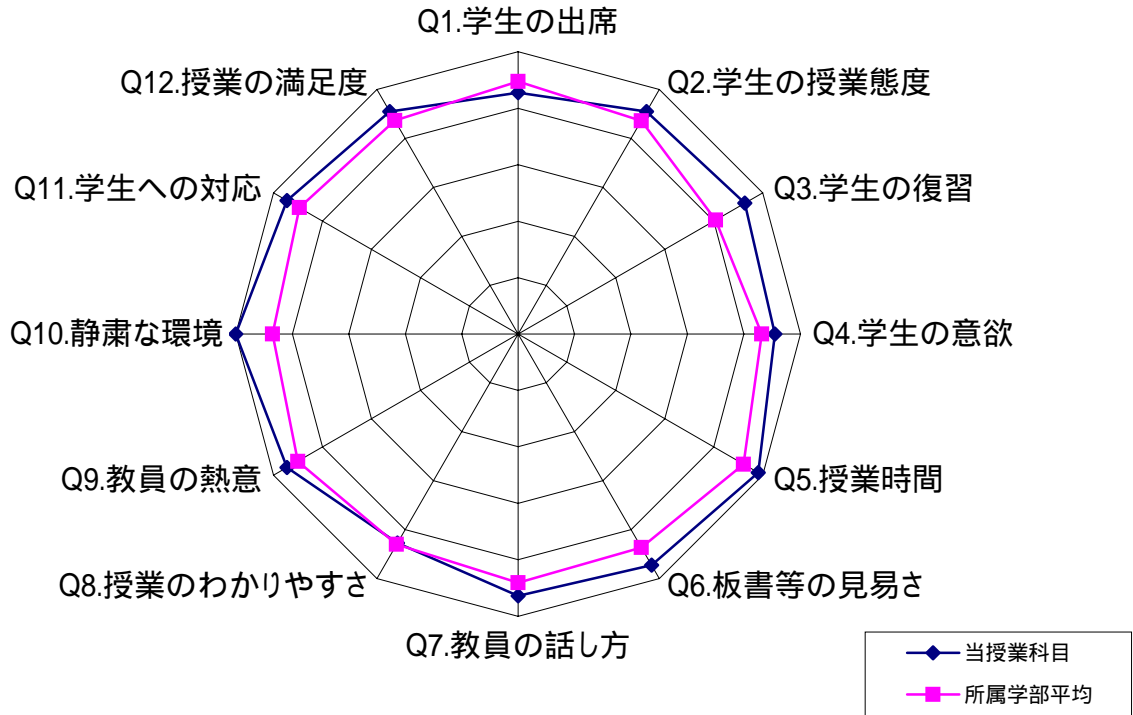 Q1.学生の出席
Q2.学生の授業態度
Q3.学生の復習
Q4.学生の意欲
Q5.授業時間
Q6.板書等の見易さ
Q7.教員の話し方
Q8.授業のわかりやすさ
Q9.教員の熱意
Q10.静粛な環境
Q11.学生への対応
Q12.授業の満足度
当授業科目
所属学部平均